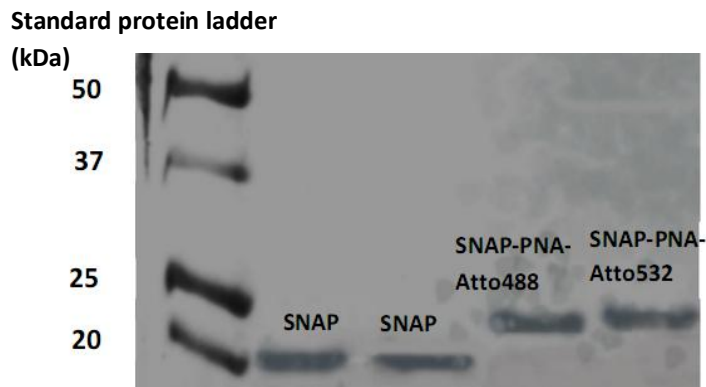 Standard protein ladder
(kDa)
50
37
25
20
SNAP
SNAP
SNAP-PNA-
Atto488
SNAP-PNA-
Atto532